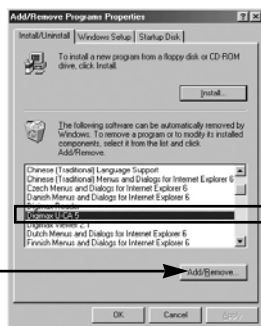 Add/Remove Programs Properties
Install/Uninstall Windows Setup Startup Disk
To install a new program from a floppy disk or CD-ROM
drive, click Install.
Install...
The following software can be automatically removed by
Windows. To remove a program or to modify its installed
components, select it from the list and click
Add/Remove.
Chinese (Traditional) Language Support
Chinese (Traditional) Menus and Dialogs for Internet Explorer 6
Czech Menus and Dialogs for Internet Explorer 6
Danish Menus and Dialogs for Internet Explorer 6
Digimax U-CA 5
Digimax Viewer 2.1
Dutch Menus and Dialogs for Internet Explorer 6
Finnish Menus and Dialogs for Internet Explorer 6
Add/Remove...
OK Cancel Apply